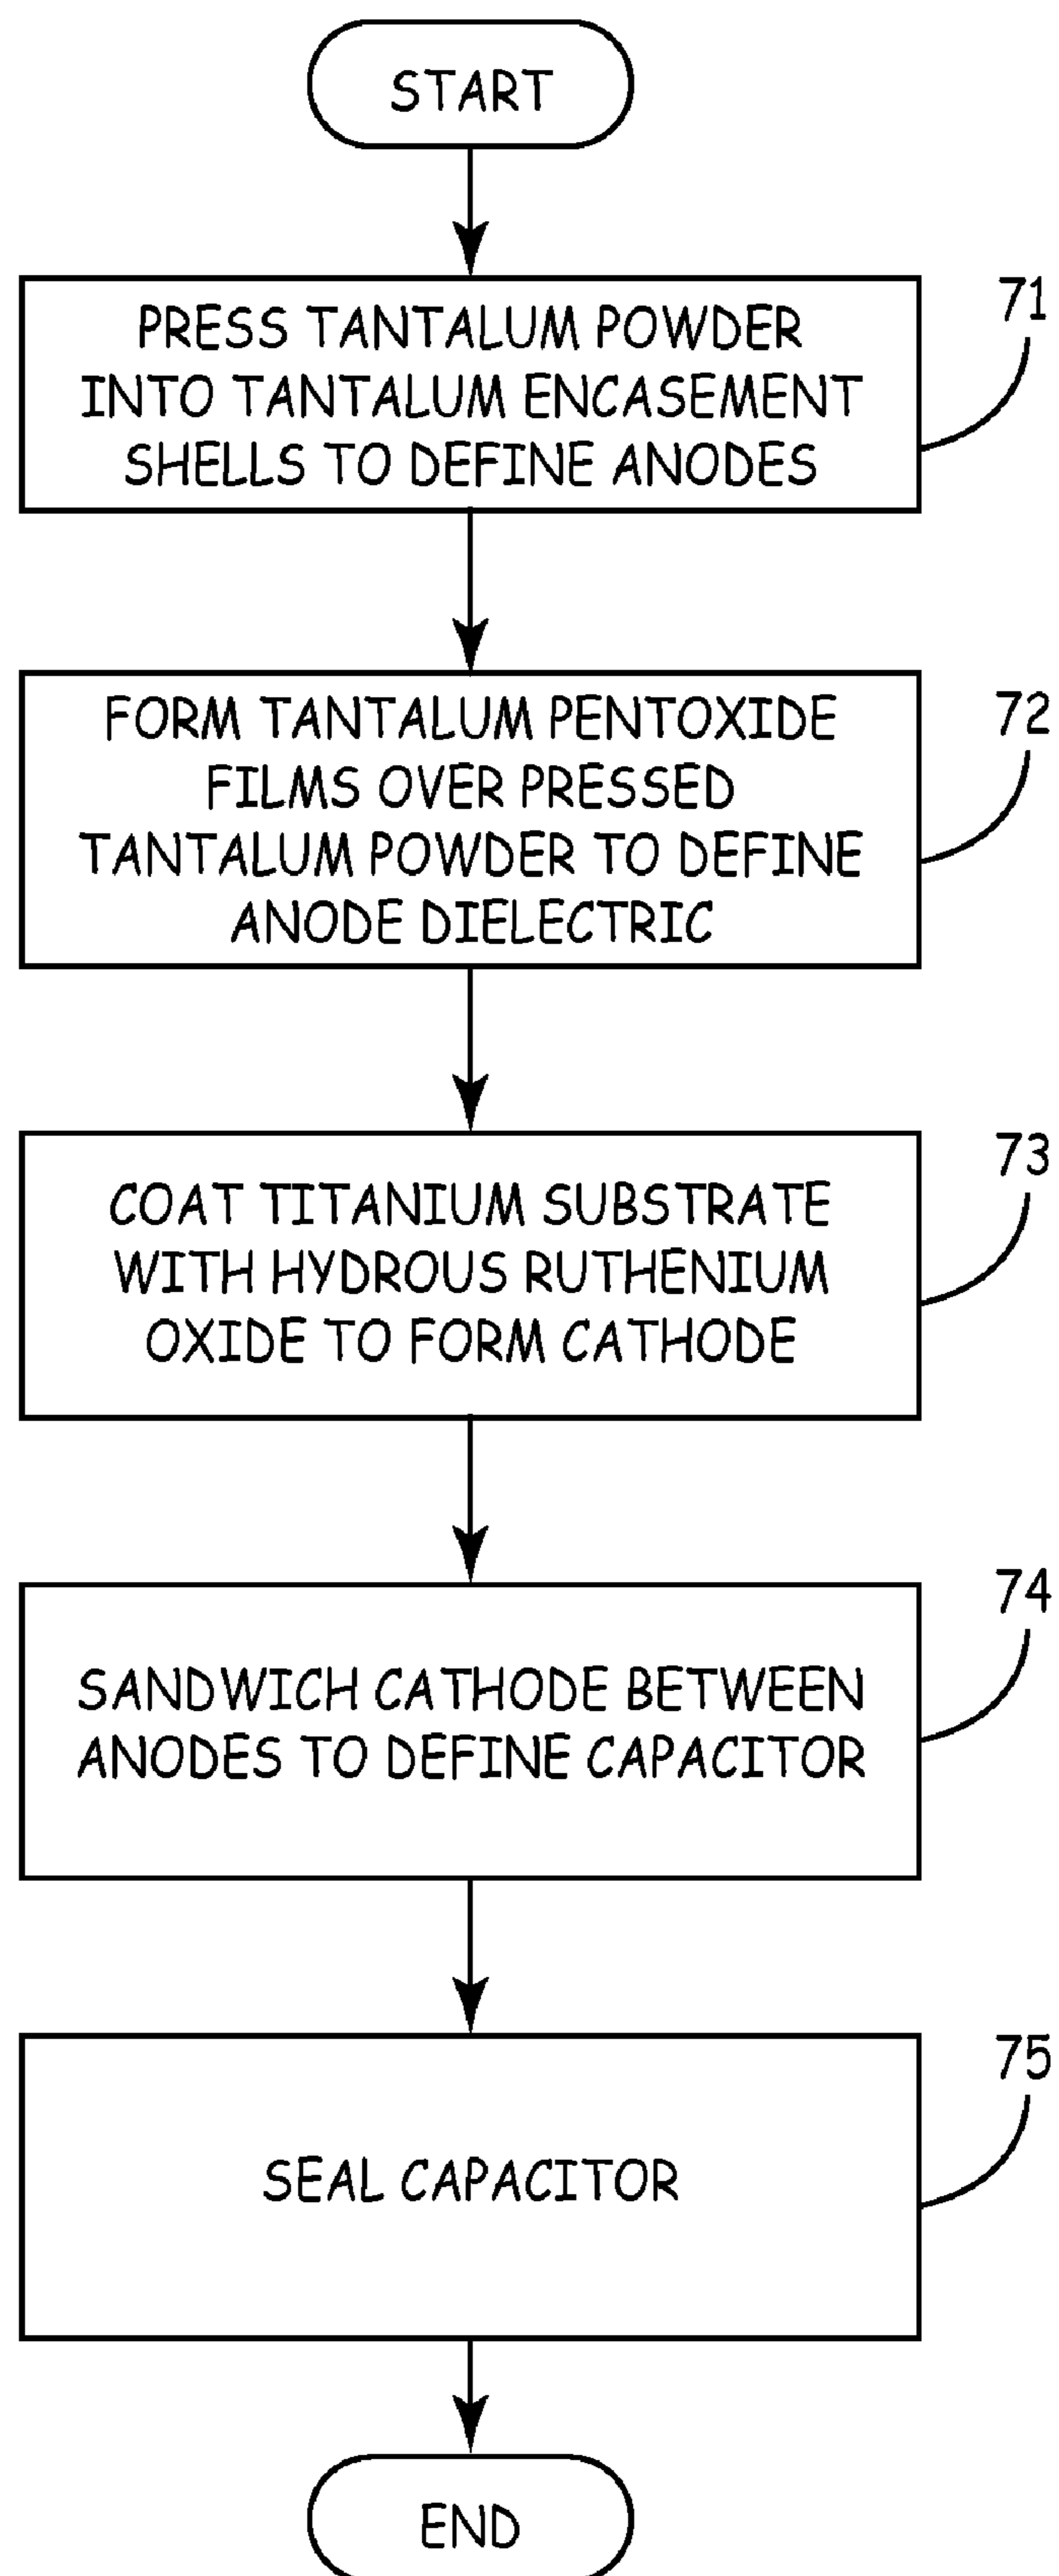 START
PRESS TANTALUM POWDER
INTO TANTALUM ENCASEMENT
SHELLS TO DEFINE ANODES
71
FORM TANTALUM PENTOXIDE
FILMS OVER PRESSED
TANTALUM POWDER TO DEFINE
ANODE DIELECTRIC
72
COAT TITANIUM SUBSTRATE
WITH HYDROUS RUTHENIUM
OXIDE TO FORM CATHODE
73
SANDWICH CATHODE BETWEEN
ANODES TO DEFINE CAPACITOR
74
SEAL CAPACITOR
75
END